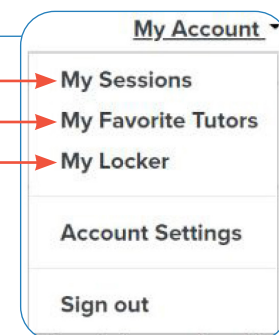 My Account
My Sessions
My Favorite Tutors
My Locker
Account Settings
Sign out